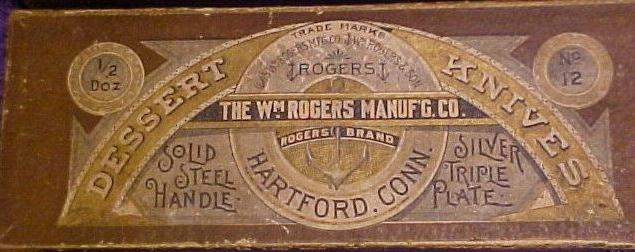 TRADE MARKS
ROGERS
1/2
Doz
No
12
DESSERT KNIVES
THE WM ROGERS MANUF'G. CO.
ROGERS BRAND
HARTFORD, CONN.
SOLID
STEEL
HANDLE.
SILVER
TRIPLE
PLATE.